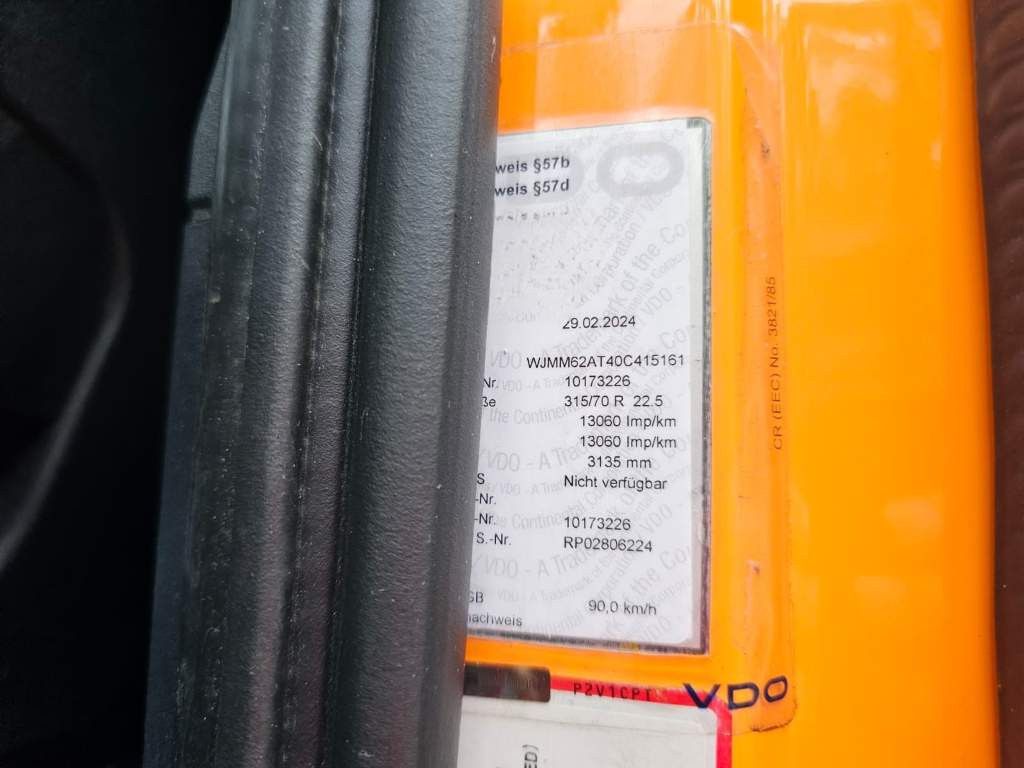 weis §57b
weis §57d
29.02.2024
WJMM62AT40C415161
Nr. 10173226
ße 315/70 R 22.5
13060 Imp/km
13060 Imp/km
3135 mm
S Nicht verfügbar
-Nr.
-Nr. 10173226
S.-Nr. RP02806224
GB 90,0 km/h
nachweis
CR (EEC) No. 3821/85
P2V1CPT
VDO